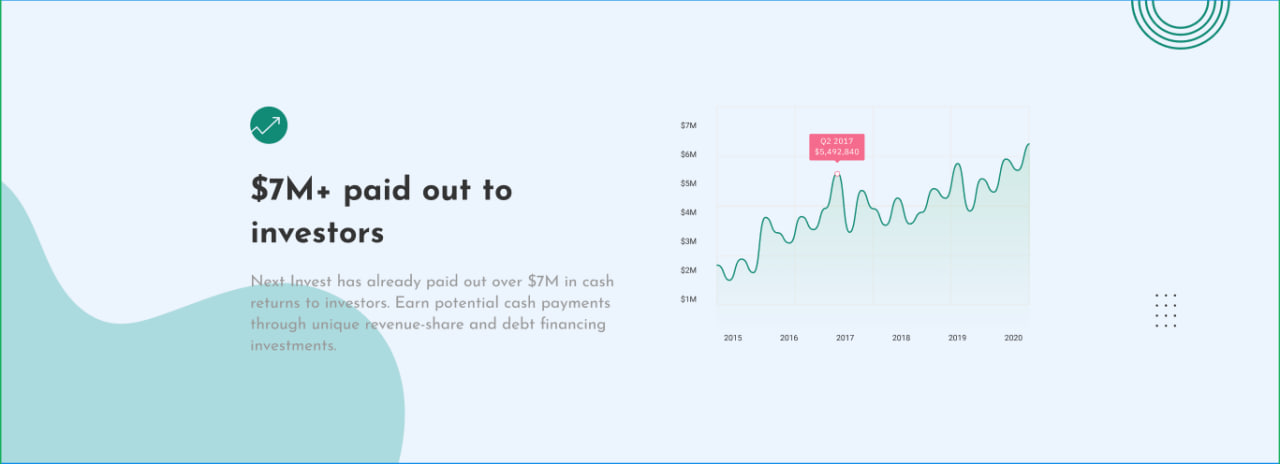 $7M+ paid out to
investors
Next Invest has already paid out over $7M in cash
returns to investors. Earn potential cash payments
through unique revenue-share and debt financing
investments.
$7M
$6M
$5M
$4M
$3M
$2M
$1M
Q2 2017
$5,492,840
2015 2016 2017 2018 2019 2020